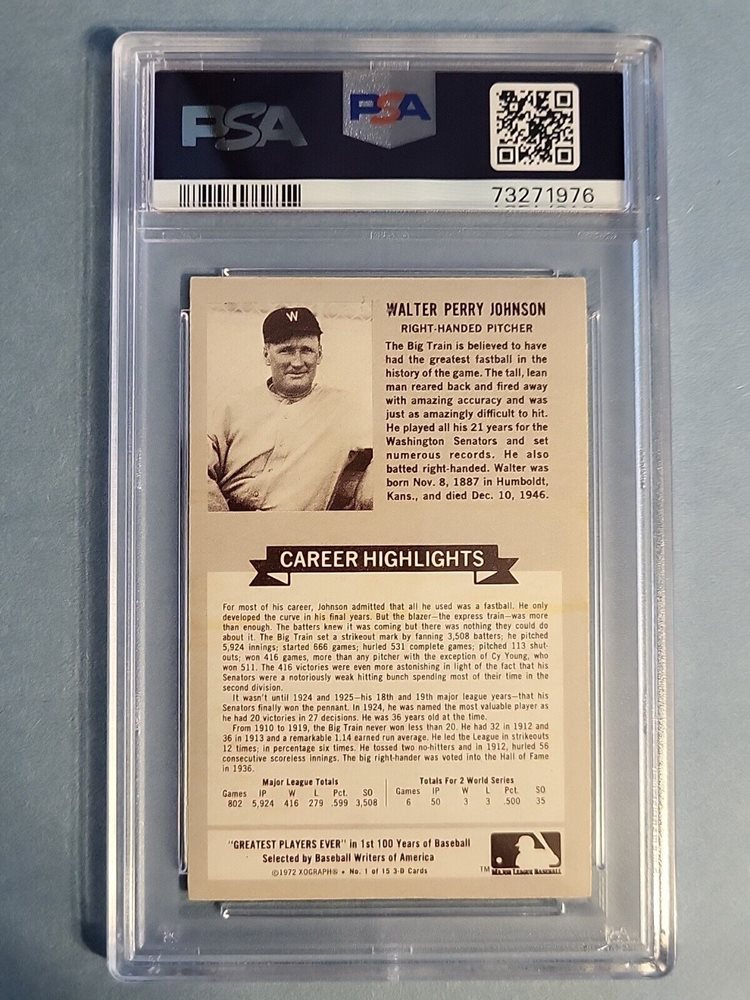 PSA
PSA
73271976
W
WALTER PERRY JOHNSON
RIGHT-HANDED PITCHER
The Big Train is believed to have
had the greatest fastball in the
history of the game. The tall, lean
man reared back and fired away
with amazing accuracy and was
just as amazingly difficult to hit.
He played all his 21 years for the
Washington Senators and set
numerous records. He also
batted right-handed. Walter was
born Nov. 8, 1887 in Humboldt,
Kans., and died Dec. 10, 1946.
CAREER HIGHLIGHTS
For most of his career, Johnson admitted that all he used was a fastball. He only
developed the curve in his final years. But the blazer—the express train—was more
than enough. The batters knew it was coming but there was nothing they could do
about it. The Big Train set a strikeout mark by fanning 3,508 batters; he pitched
5,924 innings; started 666 games; hurled 531 complete games; pitched 113 shut-
outs; won 416 games, more than any pitcher with the exception of Cy Young, who
won 511. The 416 victories were even more astonishing in light of the fact that his
Senators were a notoriously weak hitting bunch spending most of their time in the
second division.
It wasn't until 1924 and 1925—his 18th and 19th major league years—that his
Senators finally won the pennant. In 1924, he was named the most valuable player as
he had 20 victories in 27 decisions. He was 36 years old at the time.
From 1910 to 1919, the Big Train never won less than 20. He had 32 in 1912 and
36 in 1913 and a remarkable 1.14 earned run average. He led the League in strikeouts
12 times; in percentage six times. He tossed two no-hitters and in 1912, hurled 56
consecutive scoreless innings. The big right-hander was voted into the Hall of Fame
in 1936.
Major League Totals
Games IP W L Pct. SO
802 5,924 416 279 .599 3,508
Totals For 2 World Series
Games IP W L Pct. SO
6 50 3 3 .500 35
"GREATEST PLAYERS EVER" in 1st 100 Years of Baseball
Selected by Baseball Writers of America
©1972 XOGRAPH® • No. 1 of 15 3-D Cards
TM MAJOR LEAGUE BASEBALL